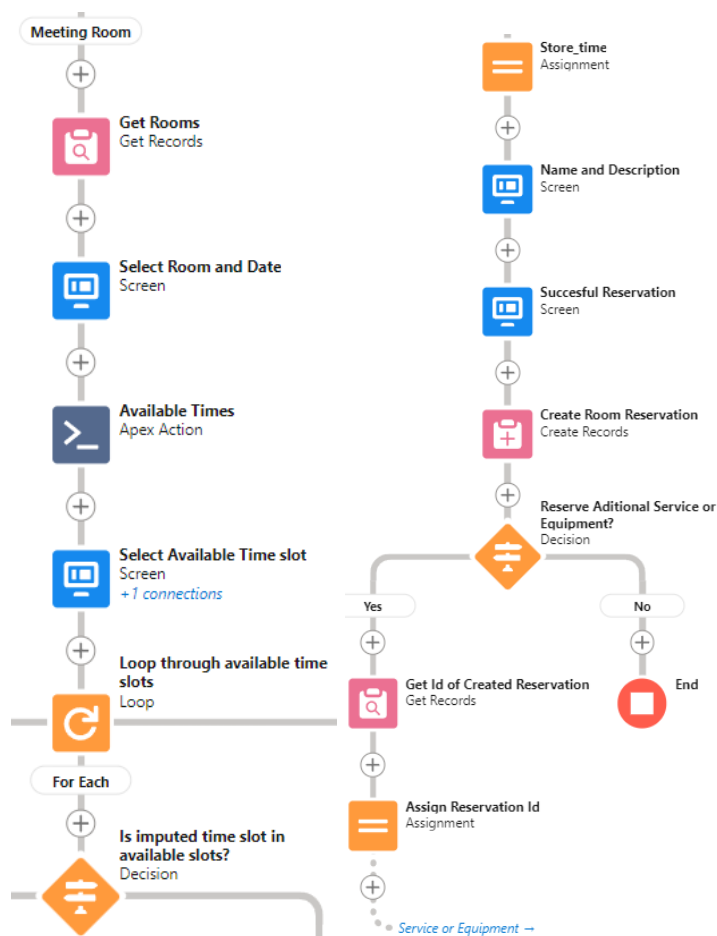 Meeting Room
Get Rooms
Get Records
Select Room and Date
Screen
Available Times
Apex Action
Select Available Time slot
Screen
+1 connections
Loop through available time
slots
Loop
For Each
Is imputed time slot in
available slots?
Decision
Store_time
Assignment
Name and Description
Screen
Succesful Reservation
Screen
Create Room Reservation
Create Records
Reserve Aditional Service or
Equipment?
Decision
Yes
No
Get Id of Created Reservation
Get Records
End
Assign Reservation Id
Assignment
Service or Equipment →